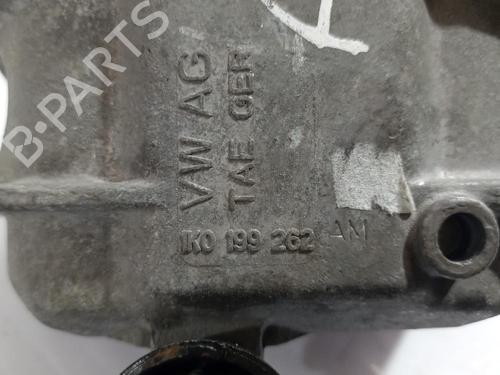 B-PARTS
A
VW AG
TAE GER
1K0 199 262 AM